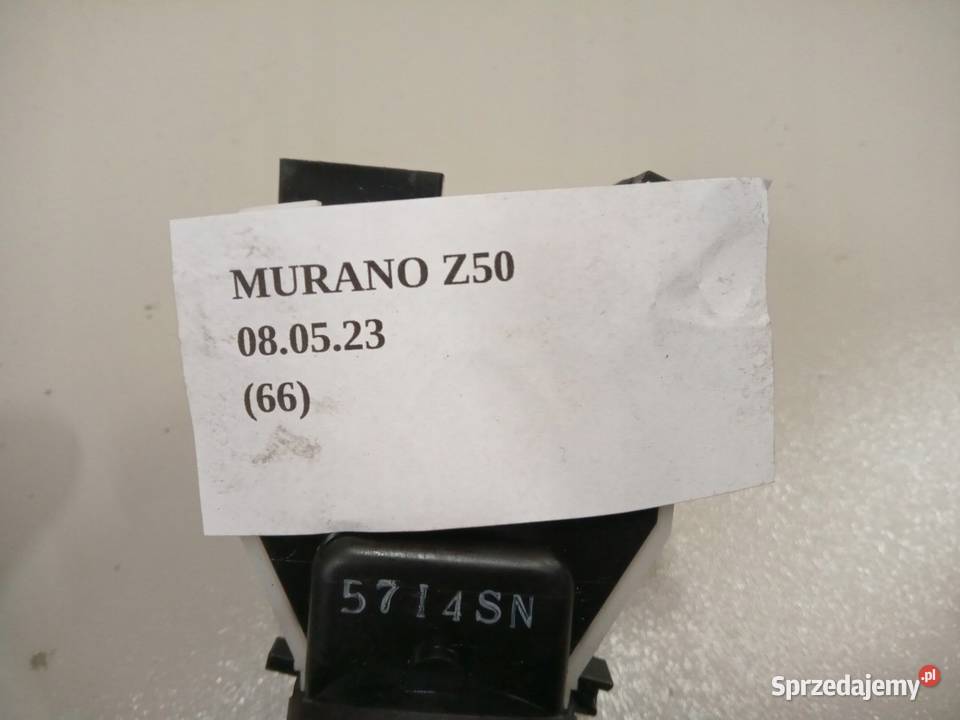 MURANO Z50
08.05.23
(66)
5714SN
Sprzedajemy.pl